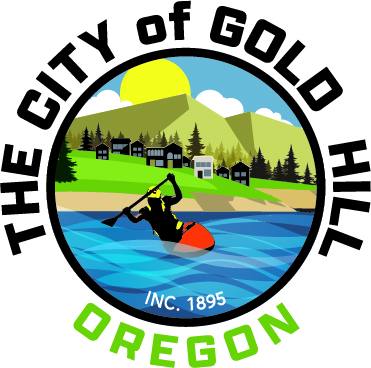 THE CITY of GOLD HILL
INC. 1895
OREGON